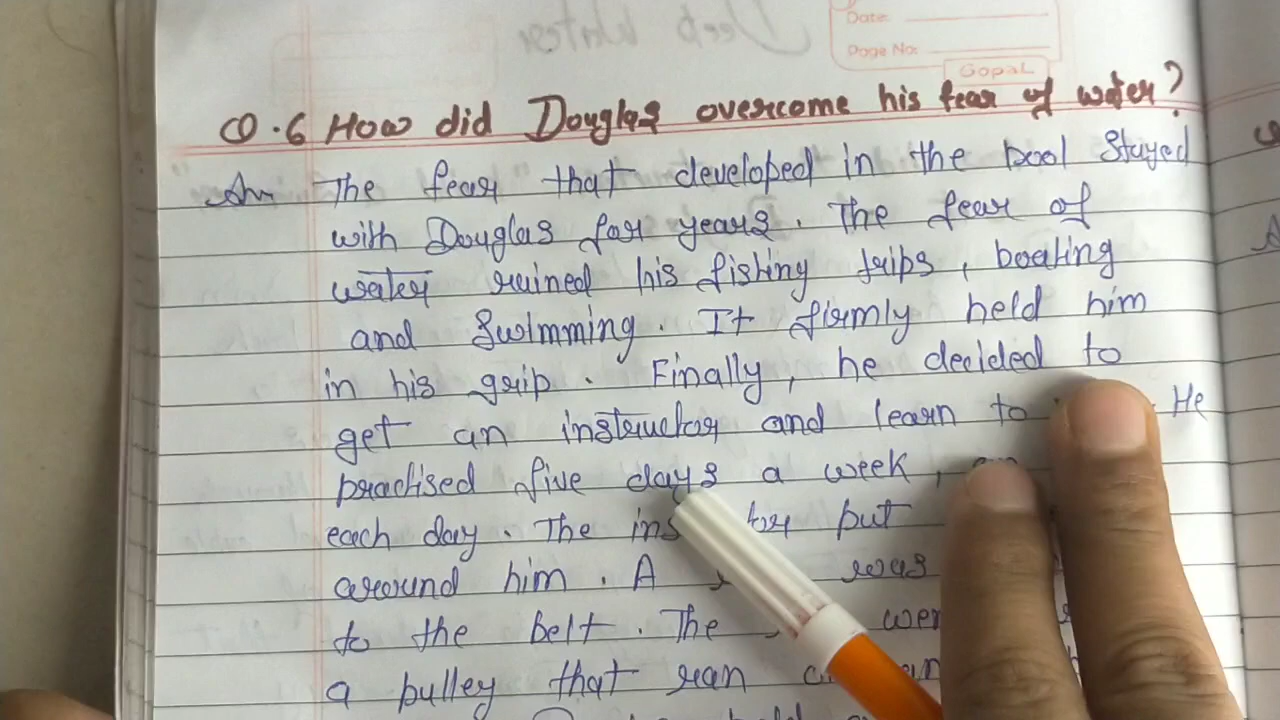 Date:
Page No:
GOPAL
Q.6 How did Douglas overcome his fear of water?
Ans The fear that developed in the pool stayed
with Douglas for years. The fear of
water ruined his fishing trips, boating
and swimming. It firmly held him
in his grip. Finally, he decided to
get an instructor and learn to He
practised five days a week,
each day. The put
around him. A was
to the belt. The
a pulley that ran